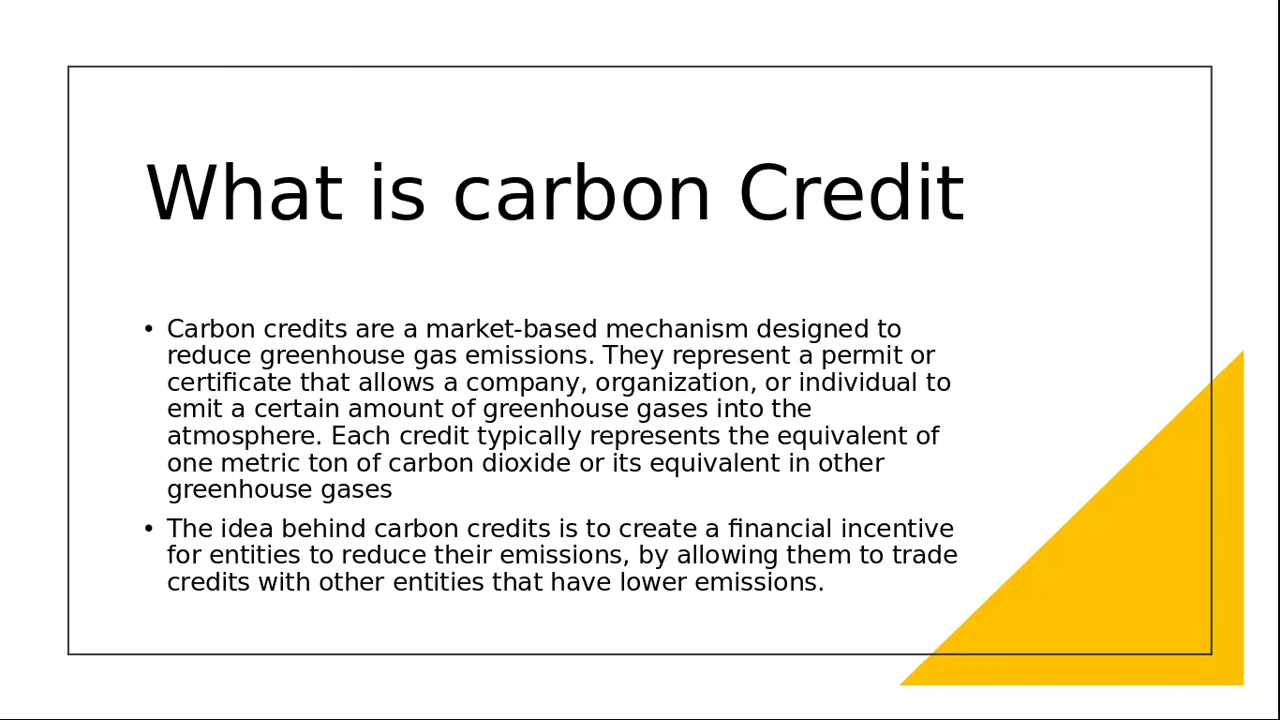 What is carbon Credit
• Carbon credits are a market-based mechanism designed to
reduce greenhouse gas emissions. They represent a permit or
certificate that allows a company, organization, or individual to
emit a certain amount of greenhouse gases into the
atmosphere. Each credit typically represents the equivalent of
one metric ton of carbon dioxide or its equivalent in other
greenhouse gases
• The idea behind carbon credits is to create a financial incentive
for entities to reduce their emissions, by allowing them to trade
credits with other entities that have lower emissions.